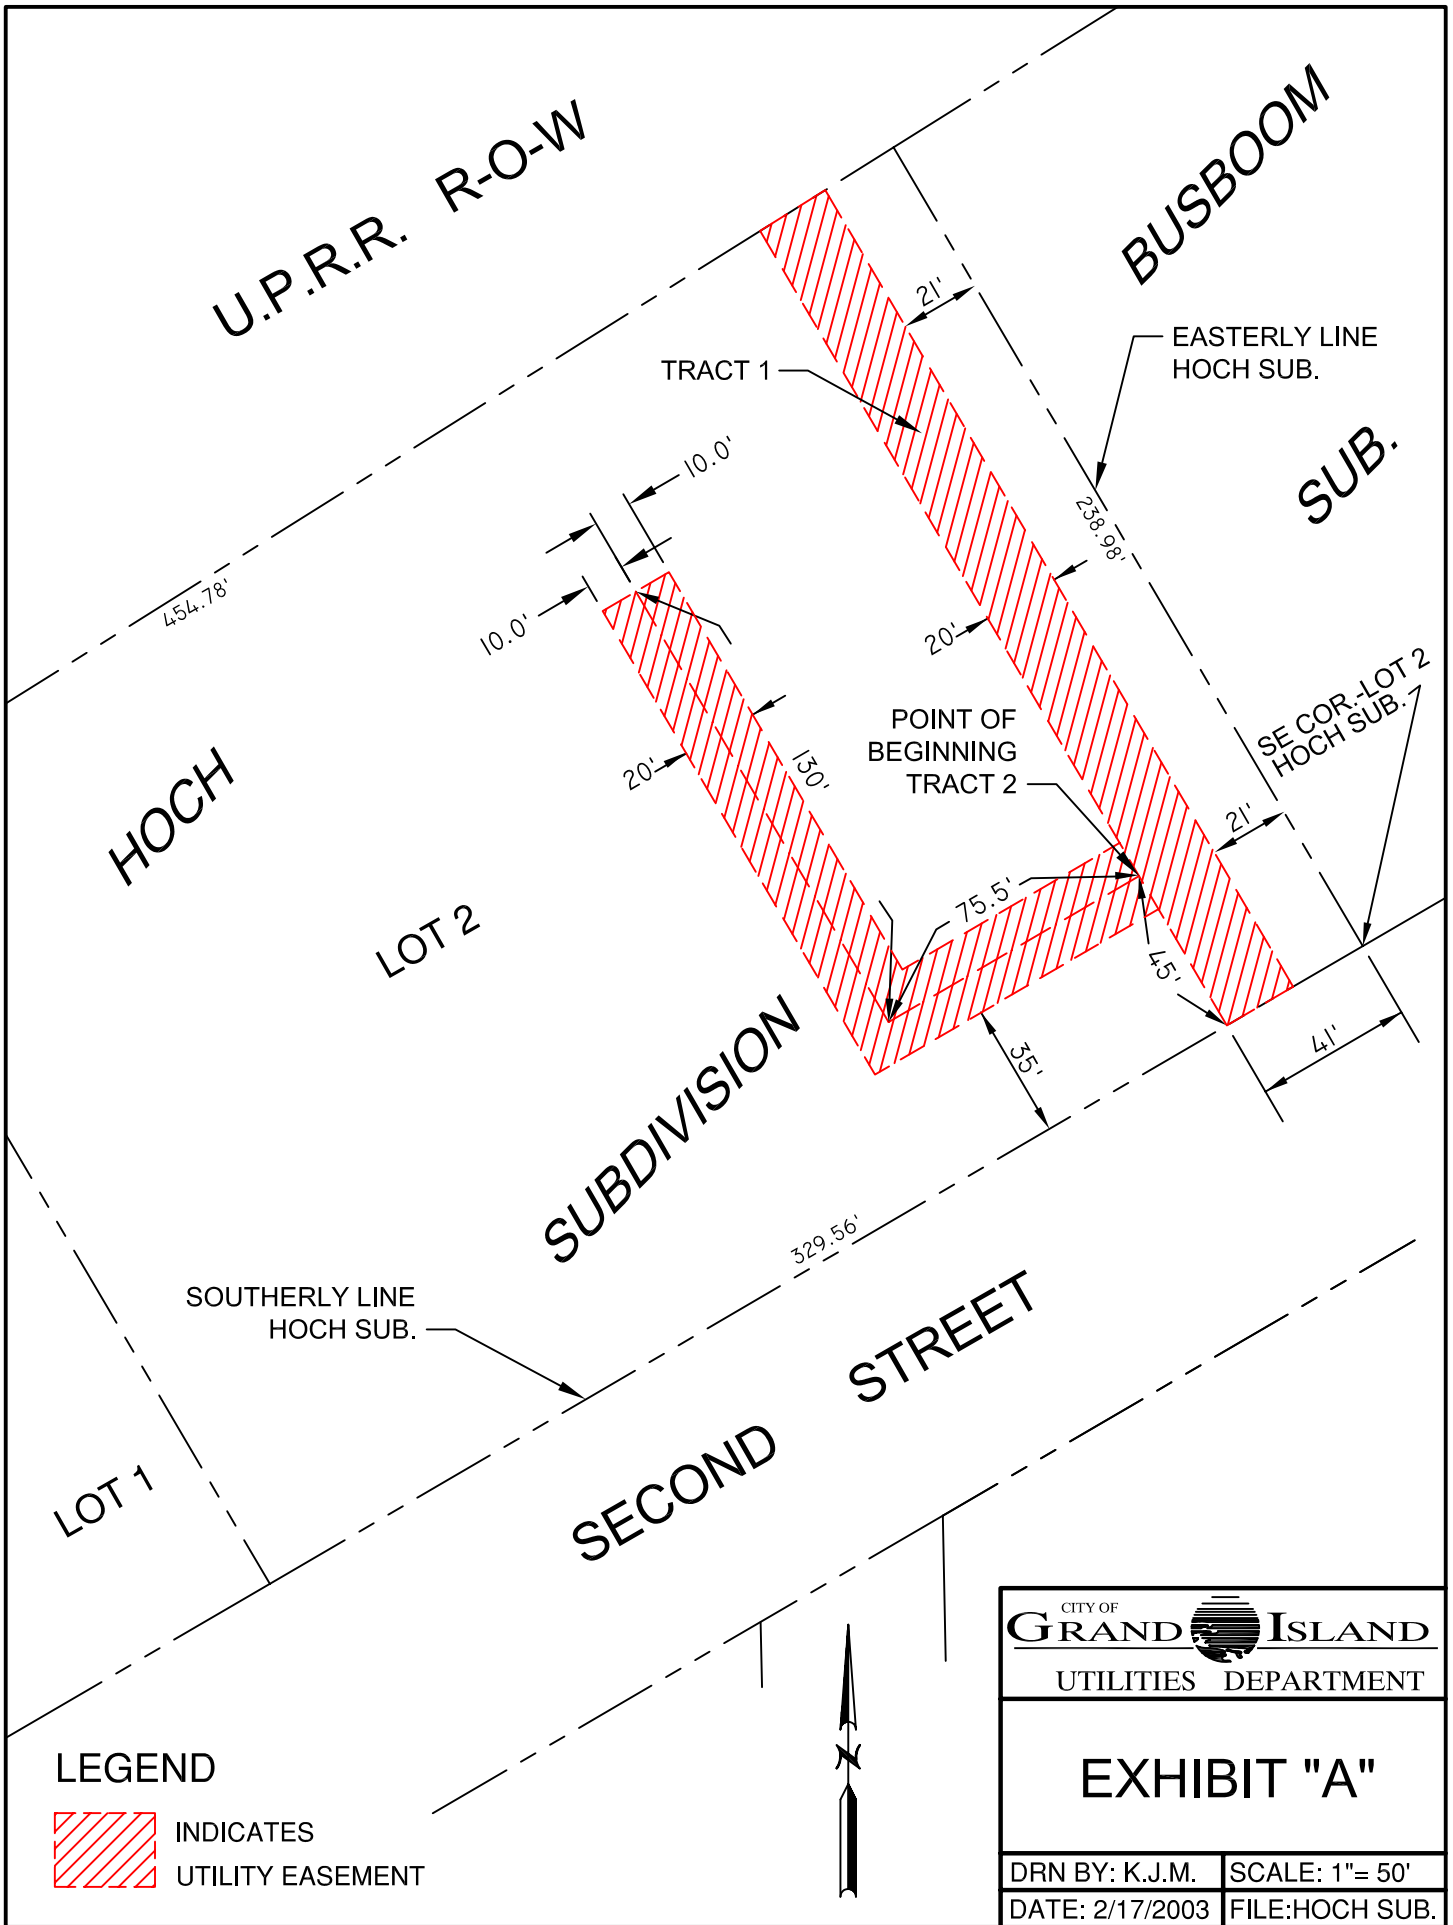 U.P.R.R. R-O-W
BUSBOOM
SUB.
21'
EASTERLY LINE
HOCH SUB.
TRACT 1
10.0'
238.98'
454.78'
10.0'
20'
SE COR.-LOT 2
HOCH SUB.
POINT OF
BEGINNING
TRACT 2
130'
20'
21'
HOCH
75.5'
LOT 2
45'
41'
35'
SUBDIVISION
329.56'
SOUTHERLY LINE
HOCH SUB.
SECOND STREET
LOT 1
N
LEGEND
INDICATES
UTILITY EASEMENT
CITY OF
GRAND ISLAND
UTILITIES DEPARTMENT
EXHIBIT "A"
DRN BY: K.J.M.
SCALE: 1"= 50'
DATE: 2/17/2003
FILE:HOCH SUB.